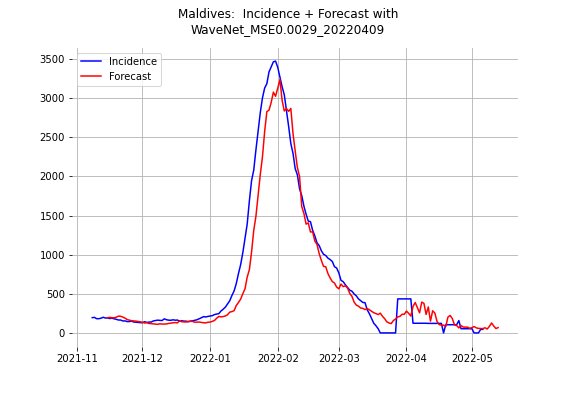 Maldives:  Incidence + Forecast with
WaveNet_MSE0.0029_20220409
Incidence
Forecast
3500
3000
2500
2000
1500
1000
500
0
2021-11 2021-12 2022-01 2022-02 2022-03 2022-04 2022-05